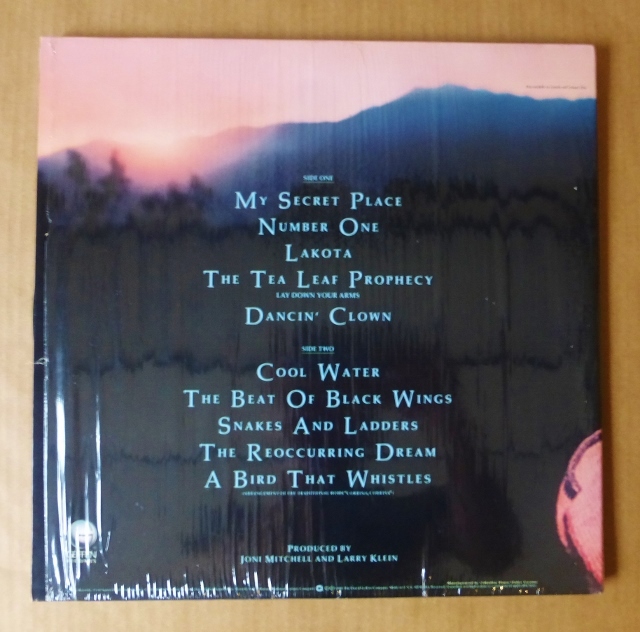 SIDE ONE
MY SECRET PLACE
NUMBER ONE
LAKOTA
THE TEA LEAF PROPHECY
LAY DOWN YOUR ARMS
DANCIN' CLOWN
SIDE TWO
COOL WATER
THE BEAT OF BLACK WINGS
SNAKES AND LADDERS
THE REOCCURRING DREAM
A BIRD THAT WHISTLES
PRODUCED BY
JONI MITCHELL AND LARRY KLEIN
GEFFEN